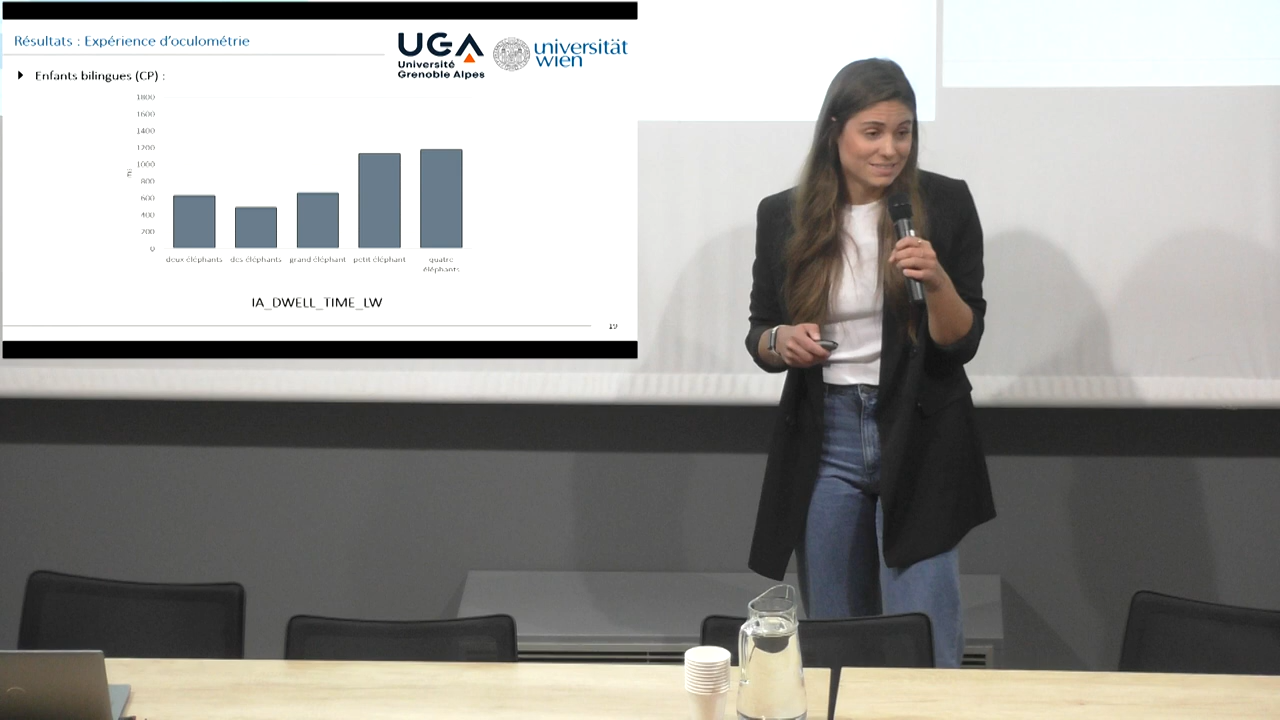 Résultats : Expérience d'oculométrie
UGA
Université
Grenoble Alpes
universität
wien
Enfants bilingues (CP) :
1800
1600
1400
1200
1000
800
600
400
200
0
deux éléphants des éléphants grand éléphant petit éléphant quatre
éléphants
IA_DWELL_TIME_LW
19